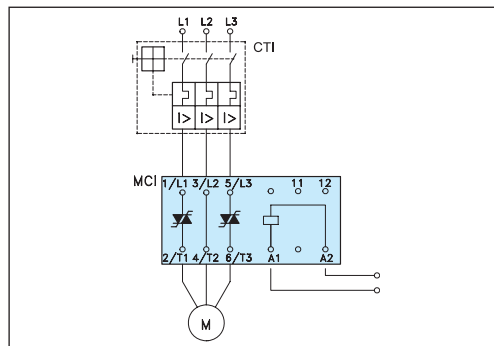 L1 L2 L3
CTI
I> I> I>
MCI
1/L1 3/L2 5/L3 11 12
2/T1 4/T2 6/T3 A1 A2
M